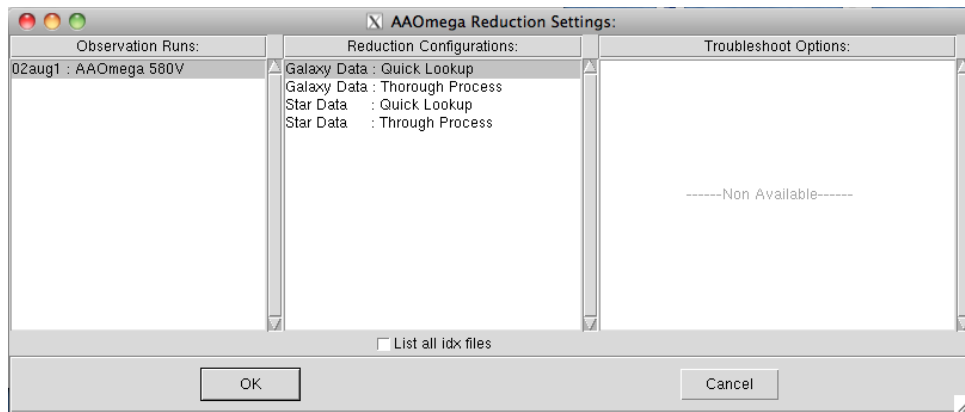 AAOmega Reduction Settings:
Observation Runs:
Reduction Configurations:
Troubleshoot Options:
02aug1 : AAOmega 580V
Galaxy Data : Quick Lookup
Galaxy Data : Thorough Process
Star Data : Quick Lookup
Star Data : Through Process
------Non Available------
List all idx files
OK
Cancel